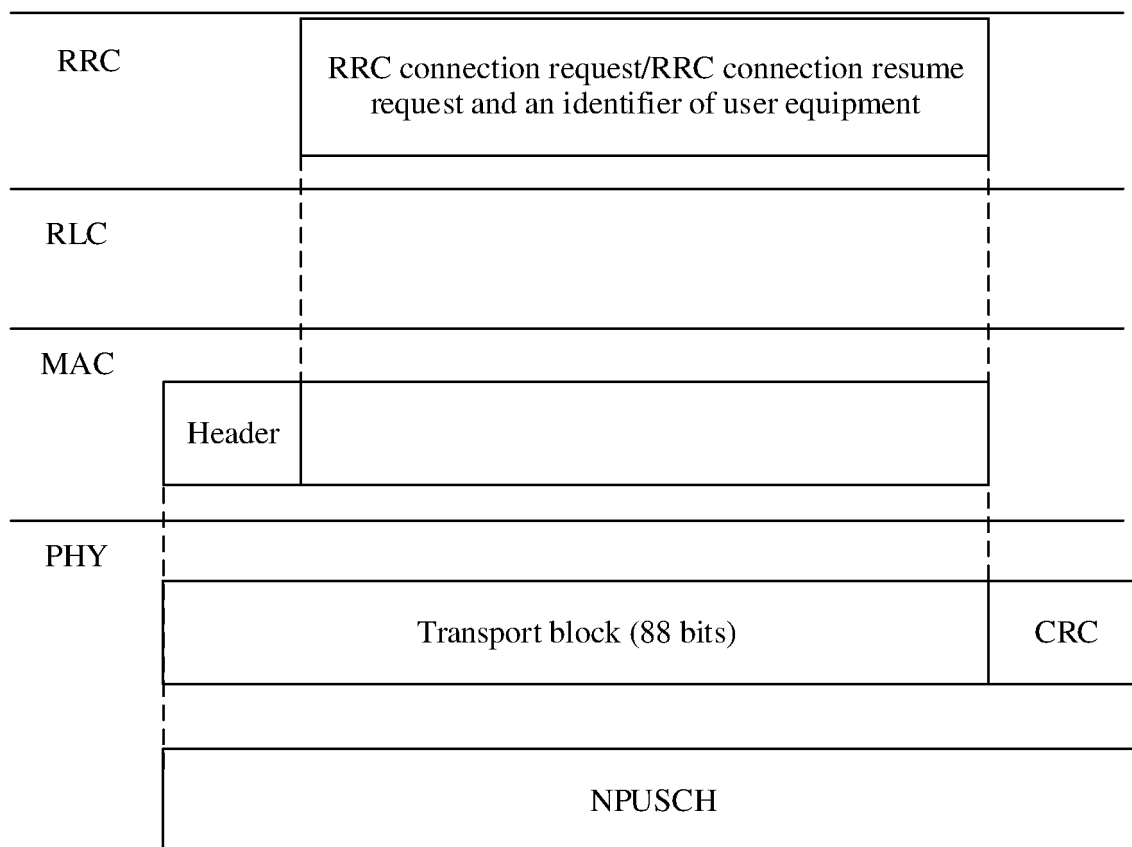 RRC
RRC connection request/RRC connection resume
request and an identifier of user equipment
RLC
MAC
Header
PHY
Transport block (88 bits)
CRC
NPUSCH